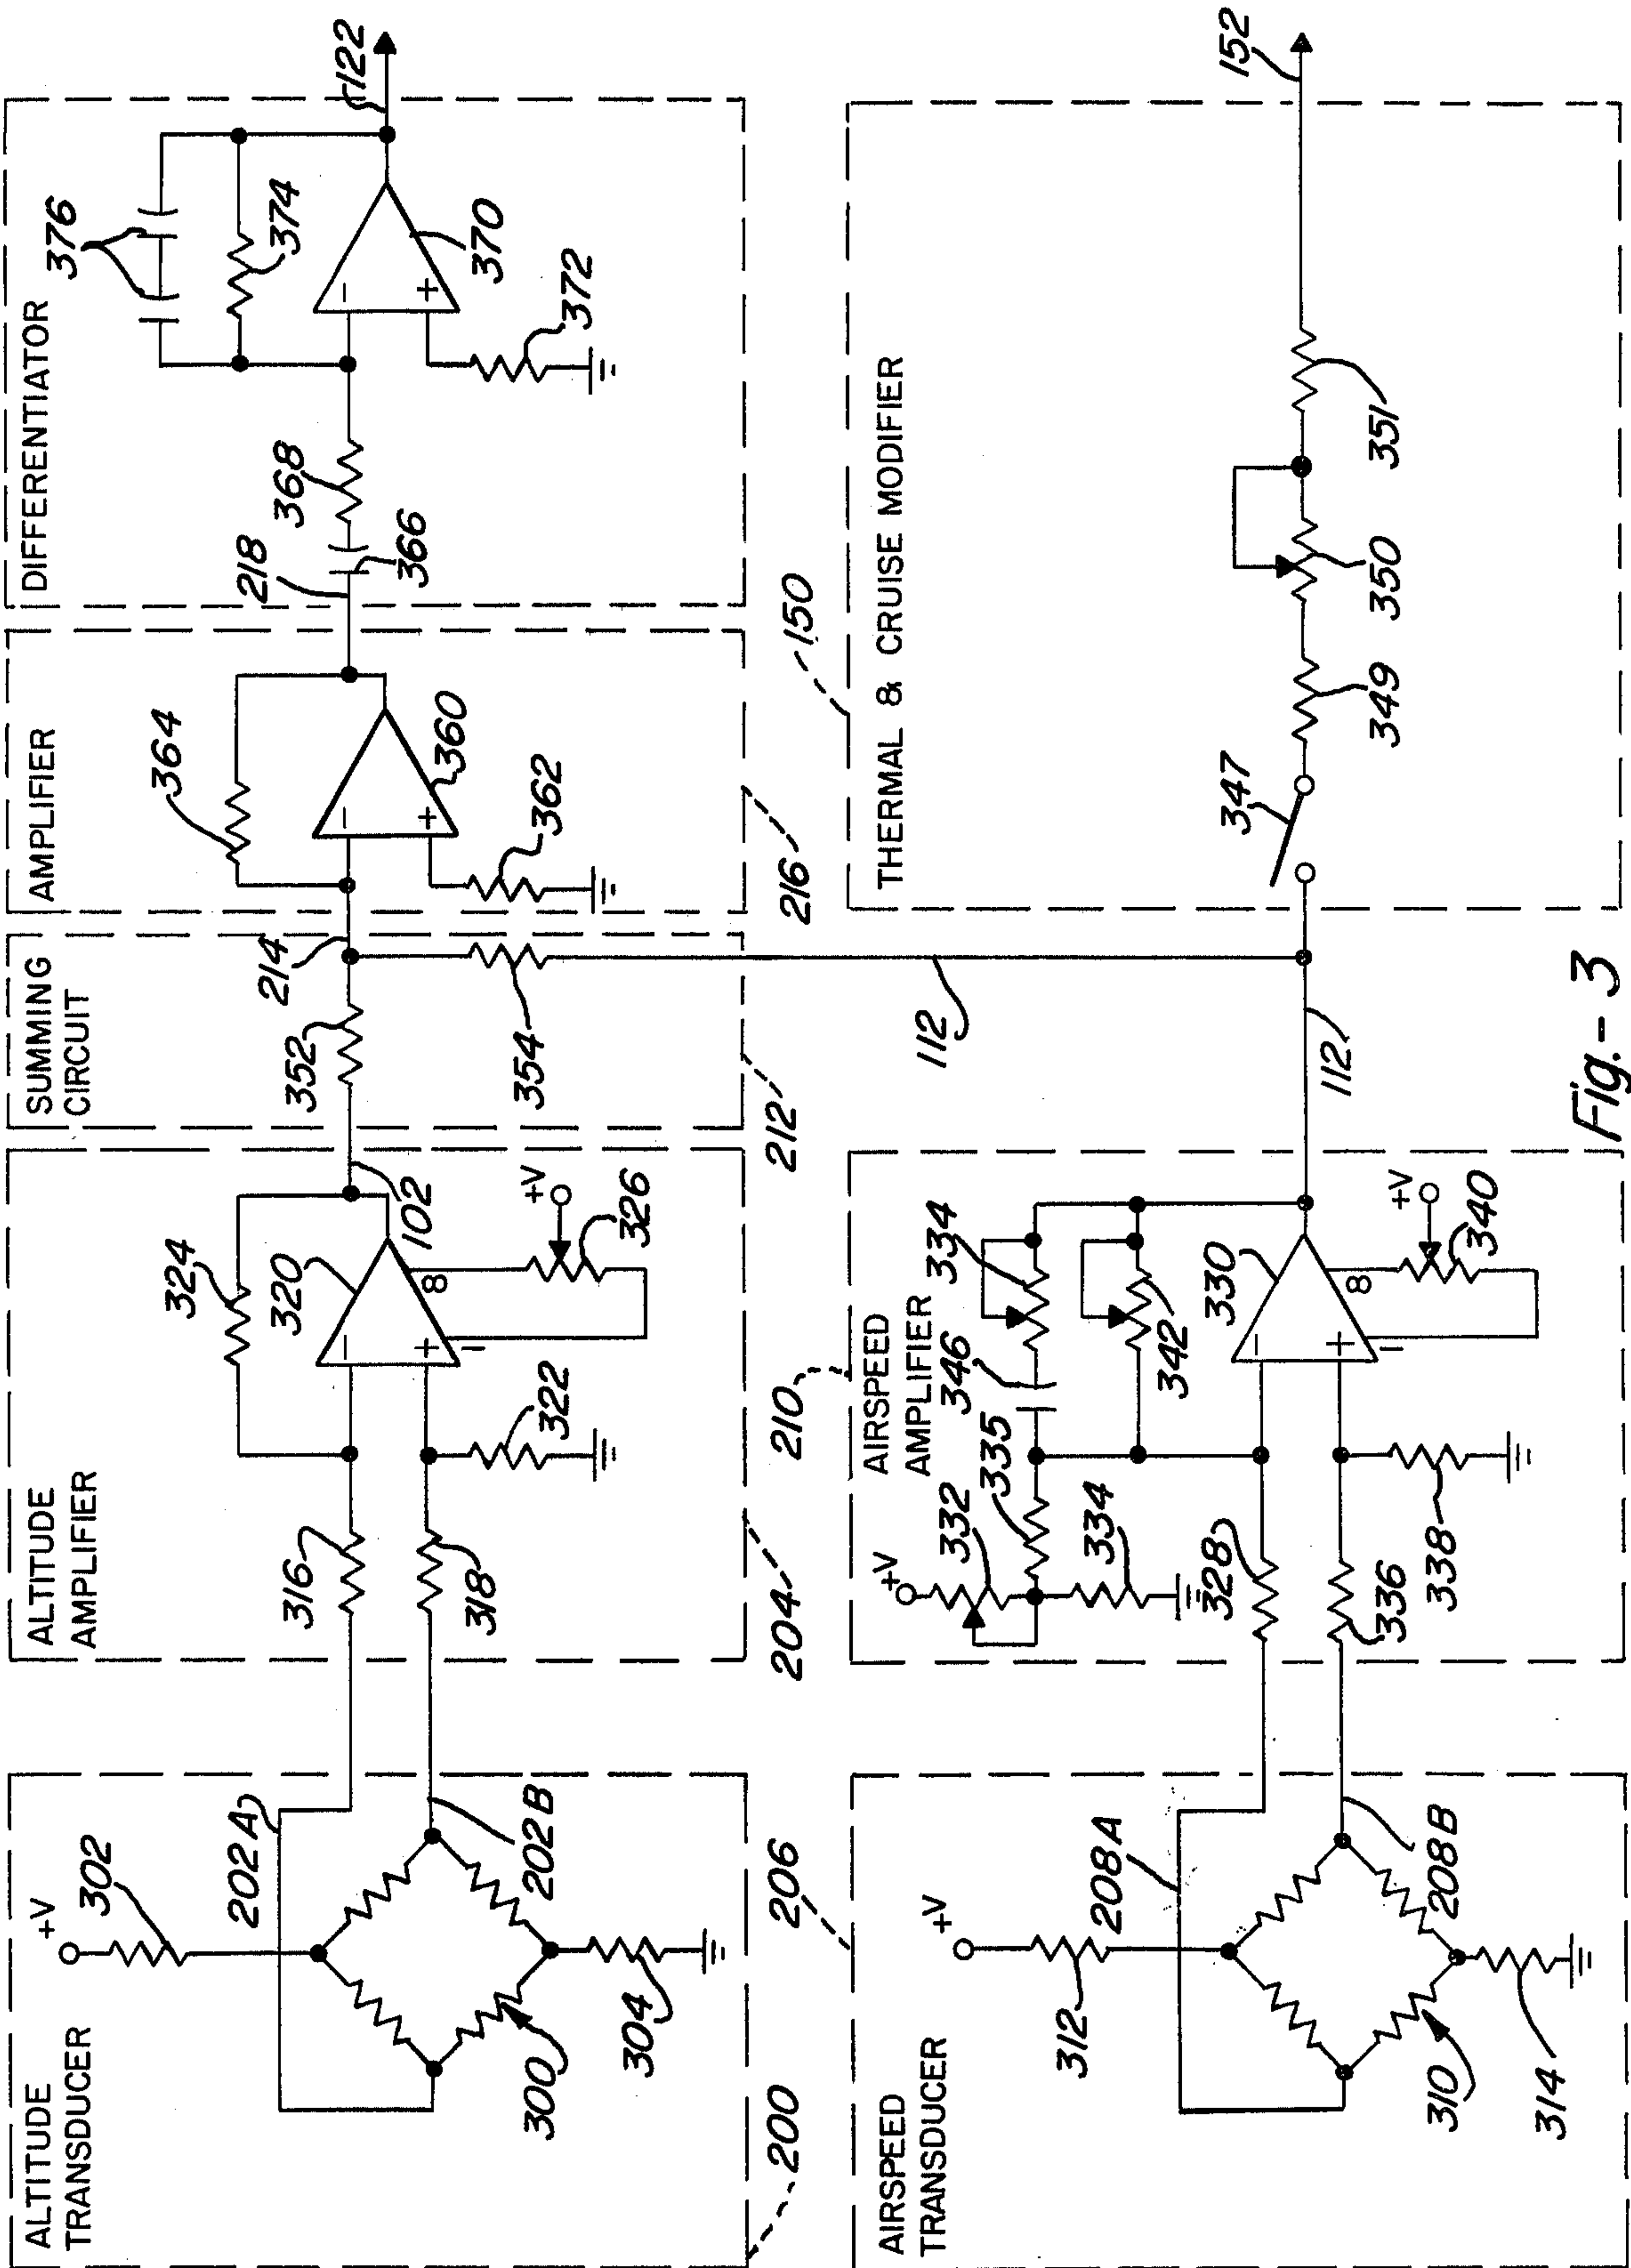 ALTITUDE
TRANSDUCER
+V
302
202A
202B
300
304
200
ALTITUDE
AMPLIFIER
316
318
324
320
322
-
+
8
1
102
+V
326
204
SUMMING
CIRCUIT
352
214
354
212
112
AMPLIFIER
364
-
+
360
362
216
DIFFERENTIATOR
218
366
368
376
374
-
+
370
372
122
AIRSPEED
TRANSDUCER
+V
312
208A
208B
310
314
206
AIRSPEED
AMPLIFIER
+V
332
335
346
334
334
342
328
336
338
330
-
+
8
1
+V
340
210
112
THERMAL & CRUISE MODIFIER
150
347
349
350
351
152
Fig.-3